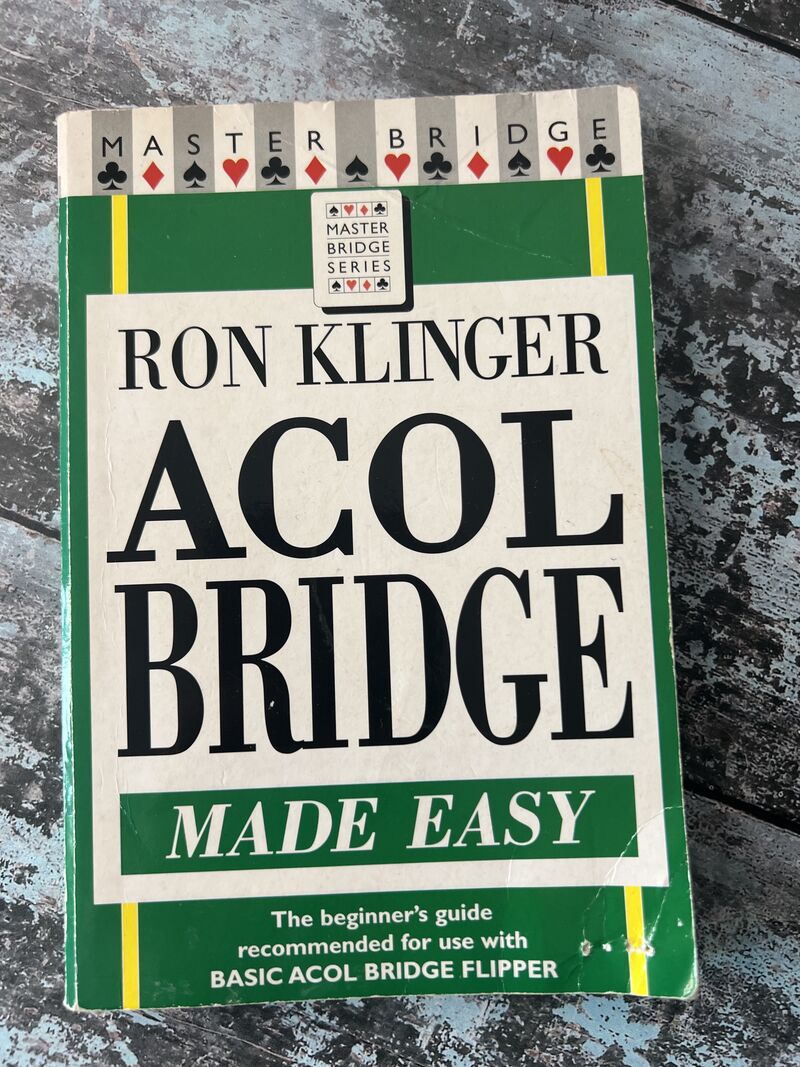 MASTER BRIDGE
MASTER
BRIDGE
SERIES
RON KLINGER
ACOL
BRIDGE
MADE EASY
The beginner's guide
recommended for use with
BASIC ACOL BRIDGE FLIPPER